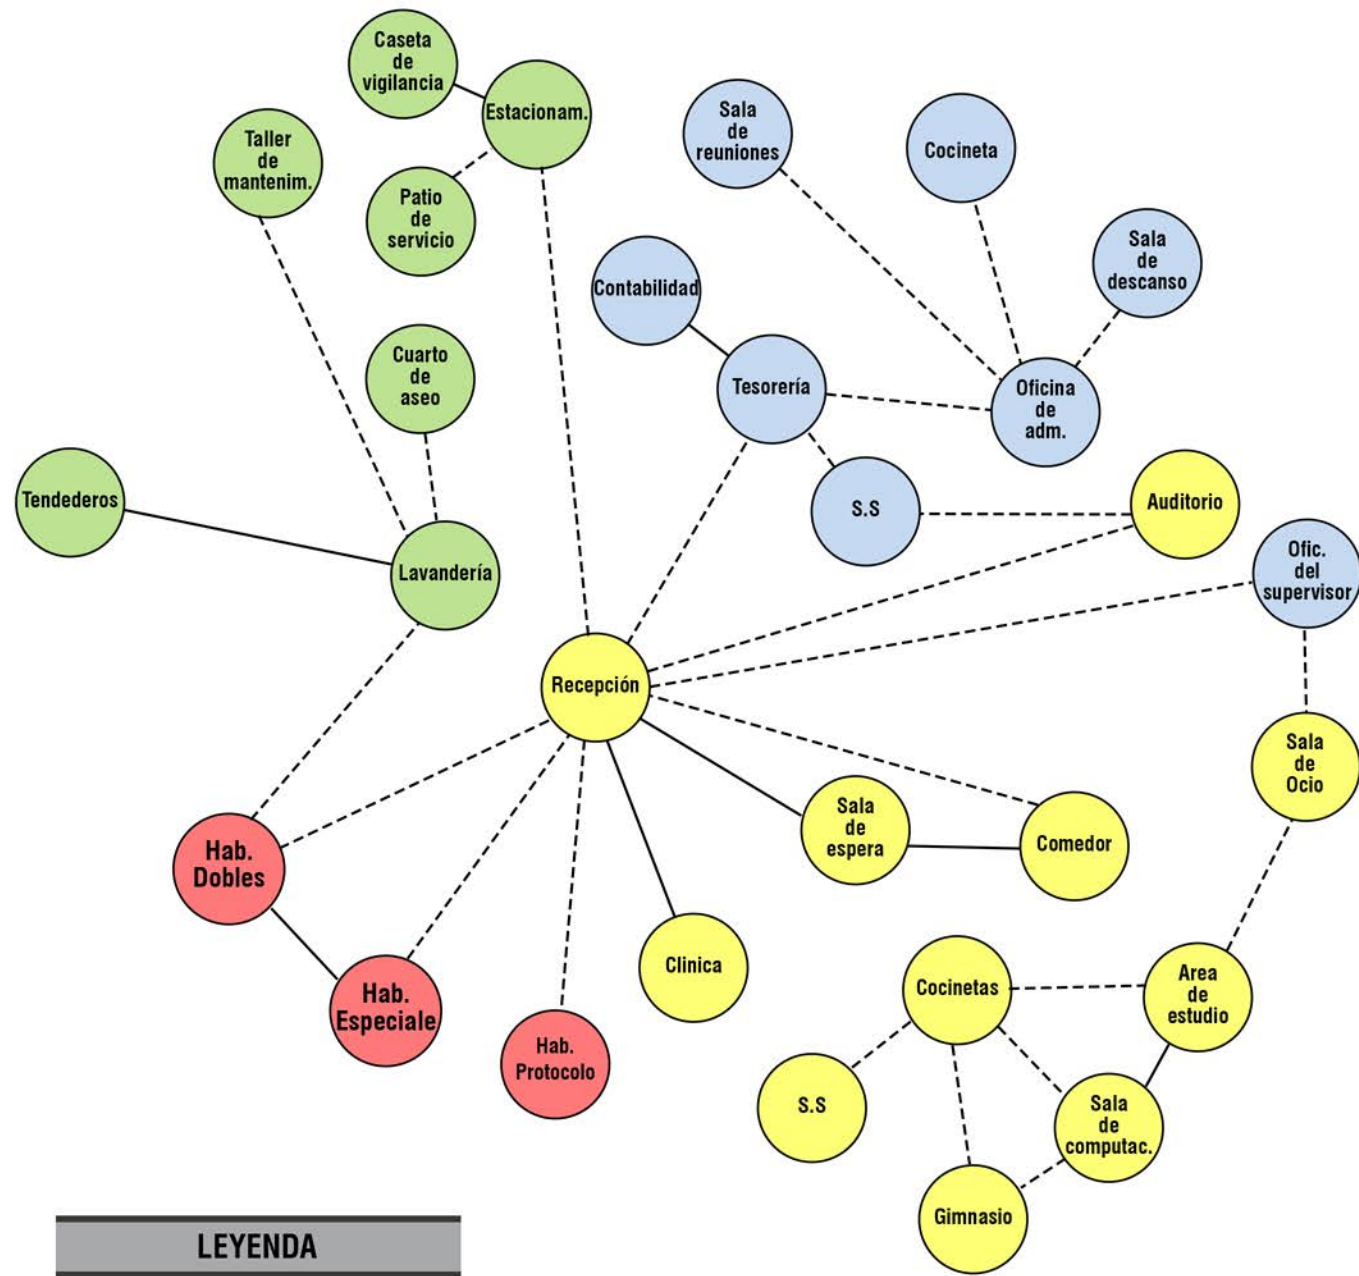 Caseta
de
vigilancia
Estacionam.
Taller
de
mantenim.
Patio
de
servicio
Sala
de
reuniones
Cocineta
Sala
de
descanso
Contabilidad
Tesorería
Oficina
de
adm.
Cuarto
de
aseo
Tendederos
Lavandería
S.S
Auditorio
Ofic.
del
supervisor
Recepción
Sala
de
Ocio
Sala
de
espera
Comedor
Hab.
Dobles
Hab.
Especiale
Hab.
Protocolo
Clinica
Cocinetas
Area
de
estudio
S.S
Sala
de
computac.
Gimnasio
LEYENDA